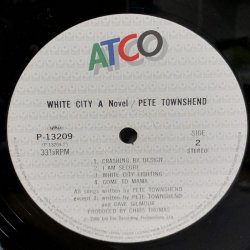 ATCO
WHITE CITY A Novel / PETE TOWNSHEND
P-13209
33⅓RPM
SIDE
2
STEREO
1. CRASHING BY DESIGN
2. I AM SECURE
3. WHITE CITY FIGHTING
4. COME TO MAMA
All songs written by PETE TOWNSHEND
except 3: written by PETE TOWNSHEND
and DAVE GILMOUR
PRODUCED BY CHRIS THOMAS